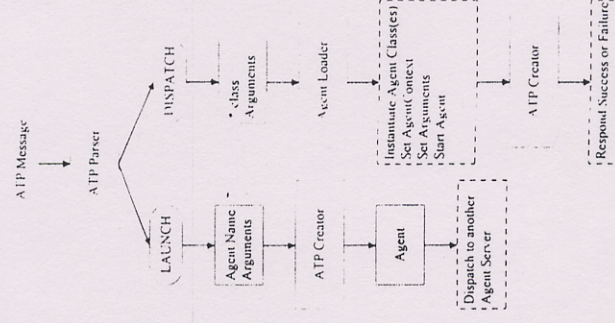 ATP Message
ATP Parser
LAUNCH
Agent Name
Arguments
ATP Creator
Agent
Dispatch to another
Agent Server
DISPATCH
Class
Arguments
Agent Loader
Instantiate Agent Class(es)
Set AgentContext
Set Arguments
Start Agent
ATP Creator
Respond Success or Failure